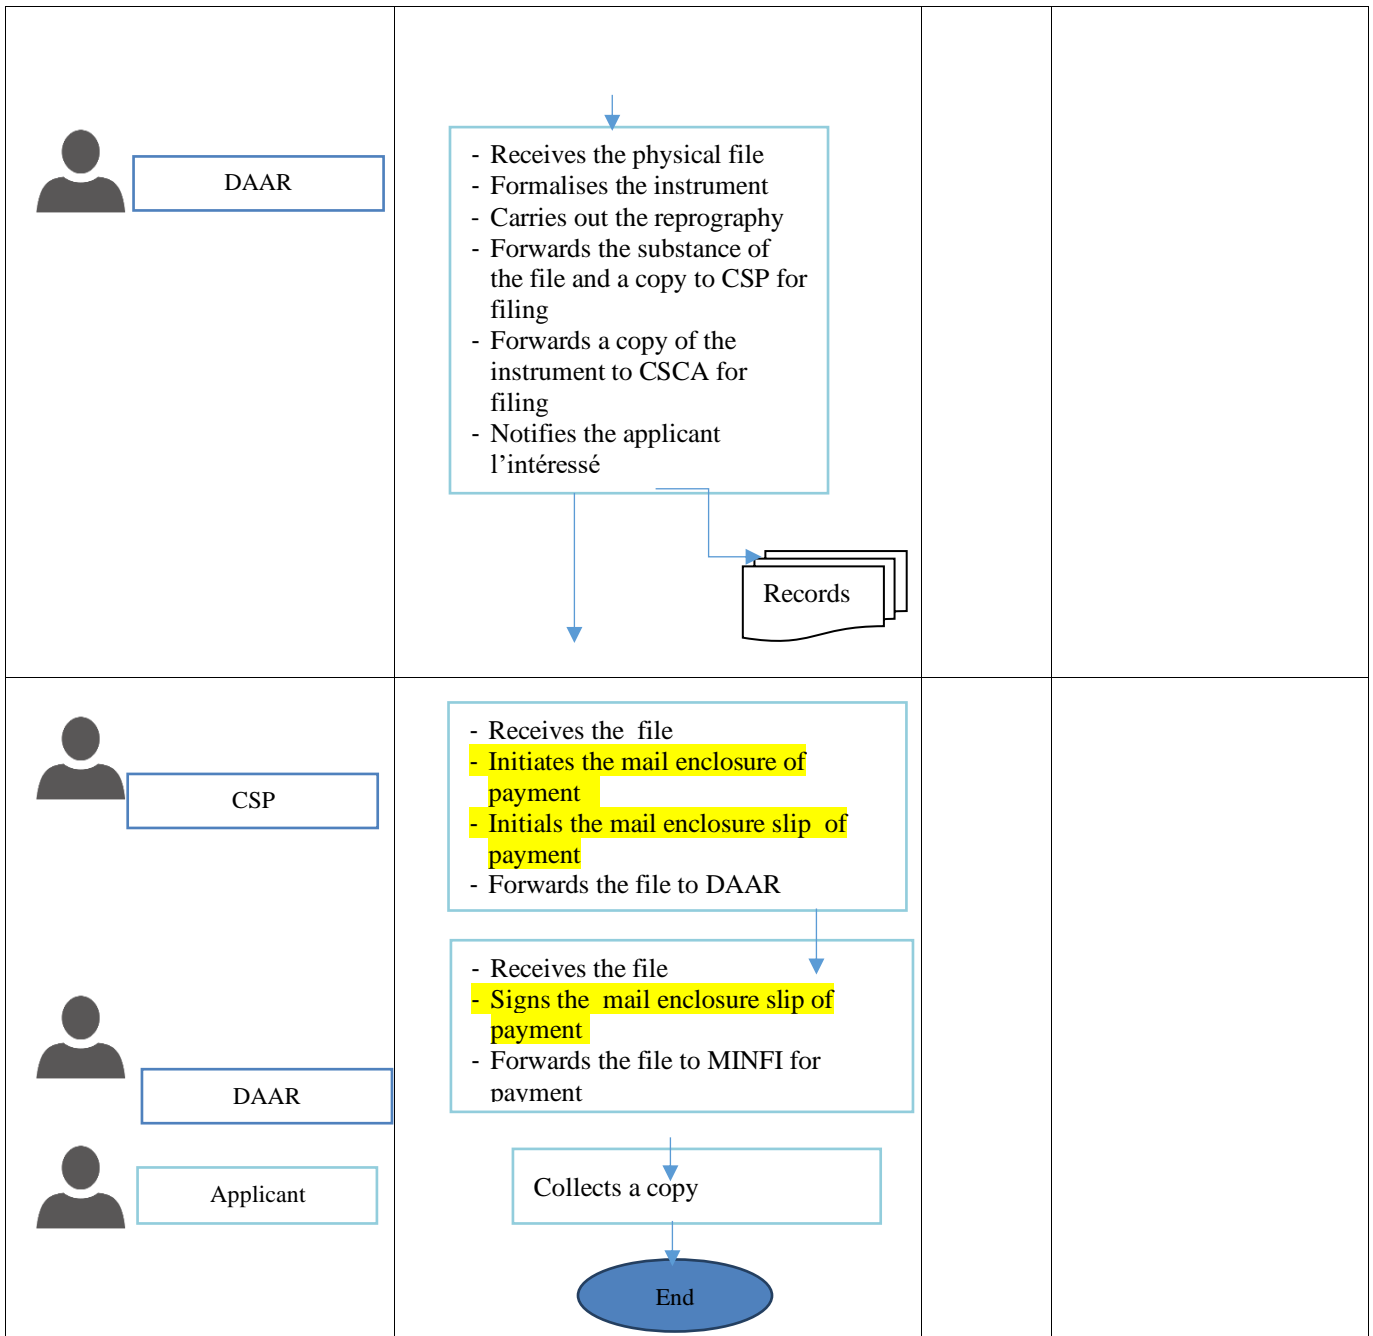 DAAR
- Receives the physical file
- Formalises the instrument
- Carries out the reprography
- Forwards the substance of
the file and a copy to CSP for
filing
- Forwards a copy of the
instrument to CSCA for
filing
- Notifies the applicant
l’intéressé
Records
CSP
- Receives the  file
- Initiates the mail enclosure of
payment
- Initials the mail enclosure slip  of
payment
- Forwards the file to DAAR
DAAR
- Receives the file
- Signs the  mail enclosure slip of
payment
- Forwards the file to MINFI for
payment
Applicant
Collects a copy
End